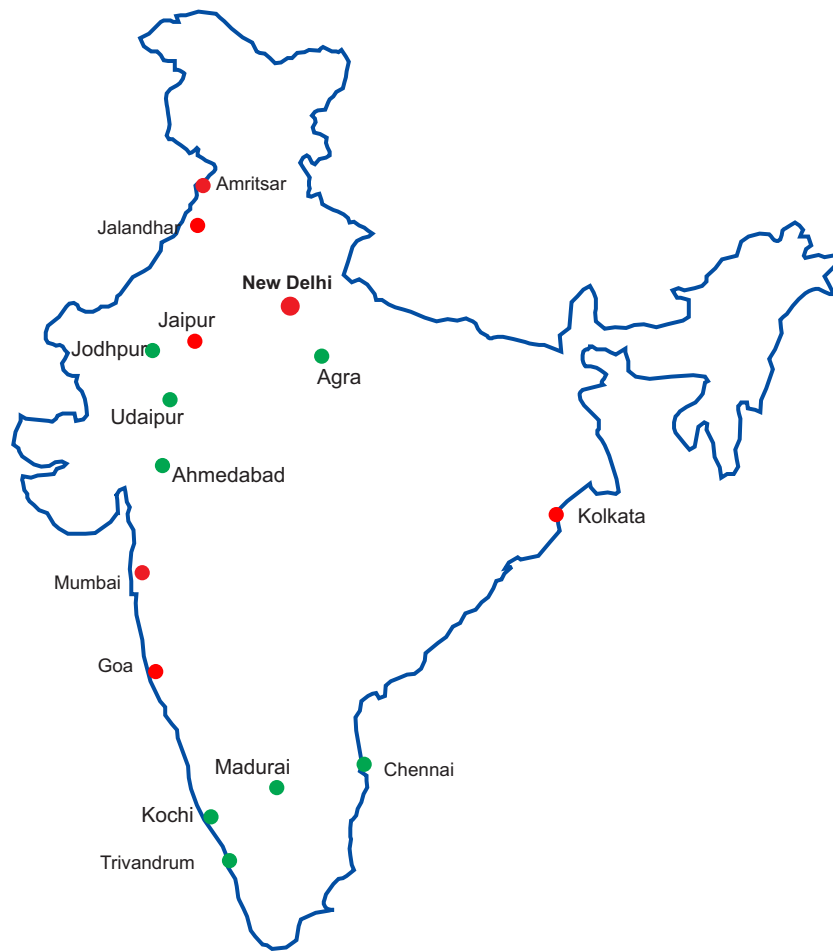 Amritsar
Jalandhar
New Delhi
Jaipur
Jodhpur
Agra
Udaipur
Ahmedabad
Kolkata
Mumbai
Goa
Madurai
Chennai
Kochi
Trivandrum